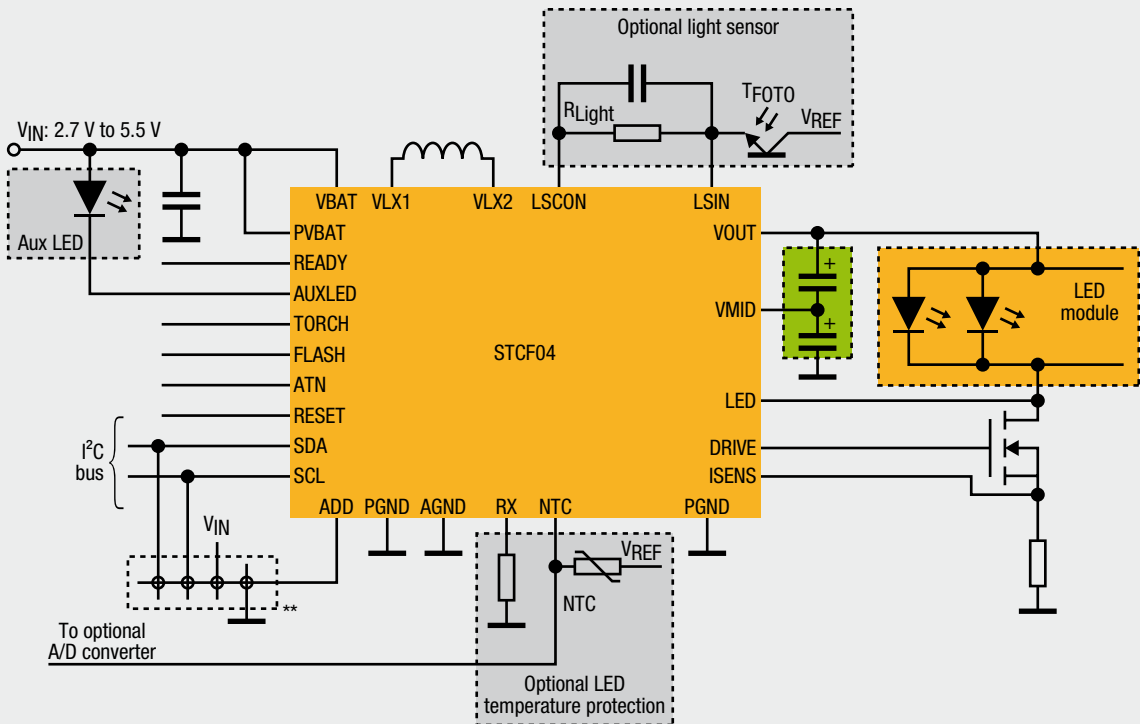 Optional light sensor
TFOTO
RLight
VREF
VIN: 2.7 V to 5.5 V
Aux LED
VBAT
VLX1
VLX2
LSCON
LSIN
PVBAT
READY
AUXLED
TORCH
FLASH
ATN
RESET
SDA
SCL
I²C
bus
STCF04
VOUT
VMID
LED
DRIVE
ISENS
+
+
LED
module
ADD
PGND
AGND
RX
NTC
PGND
VIN
**
VREF
NTC
To optional
A/D converter
Optional LED
temperature protection